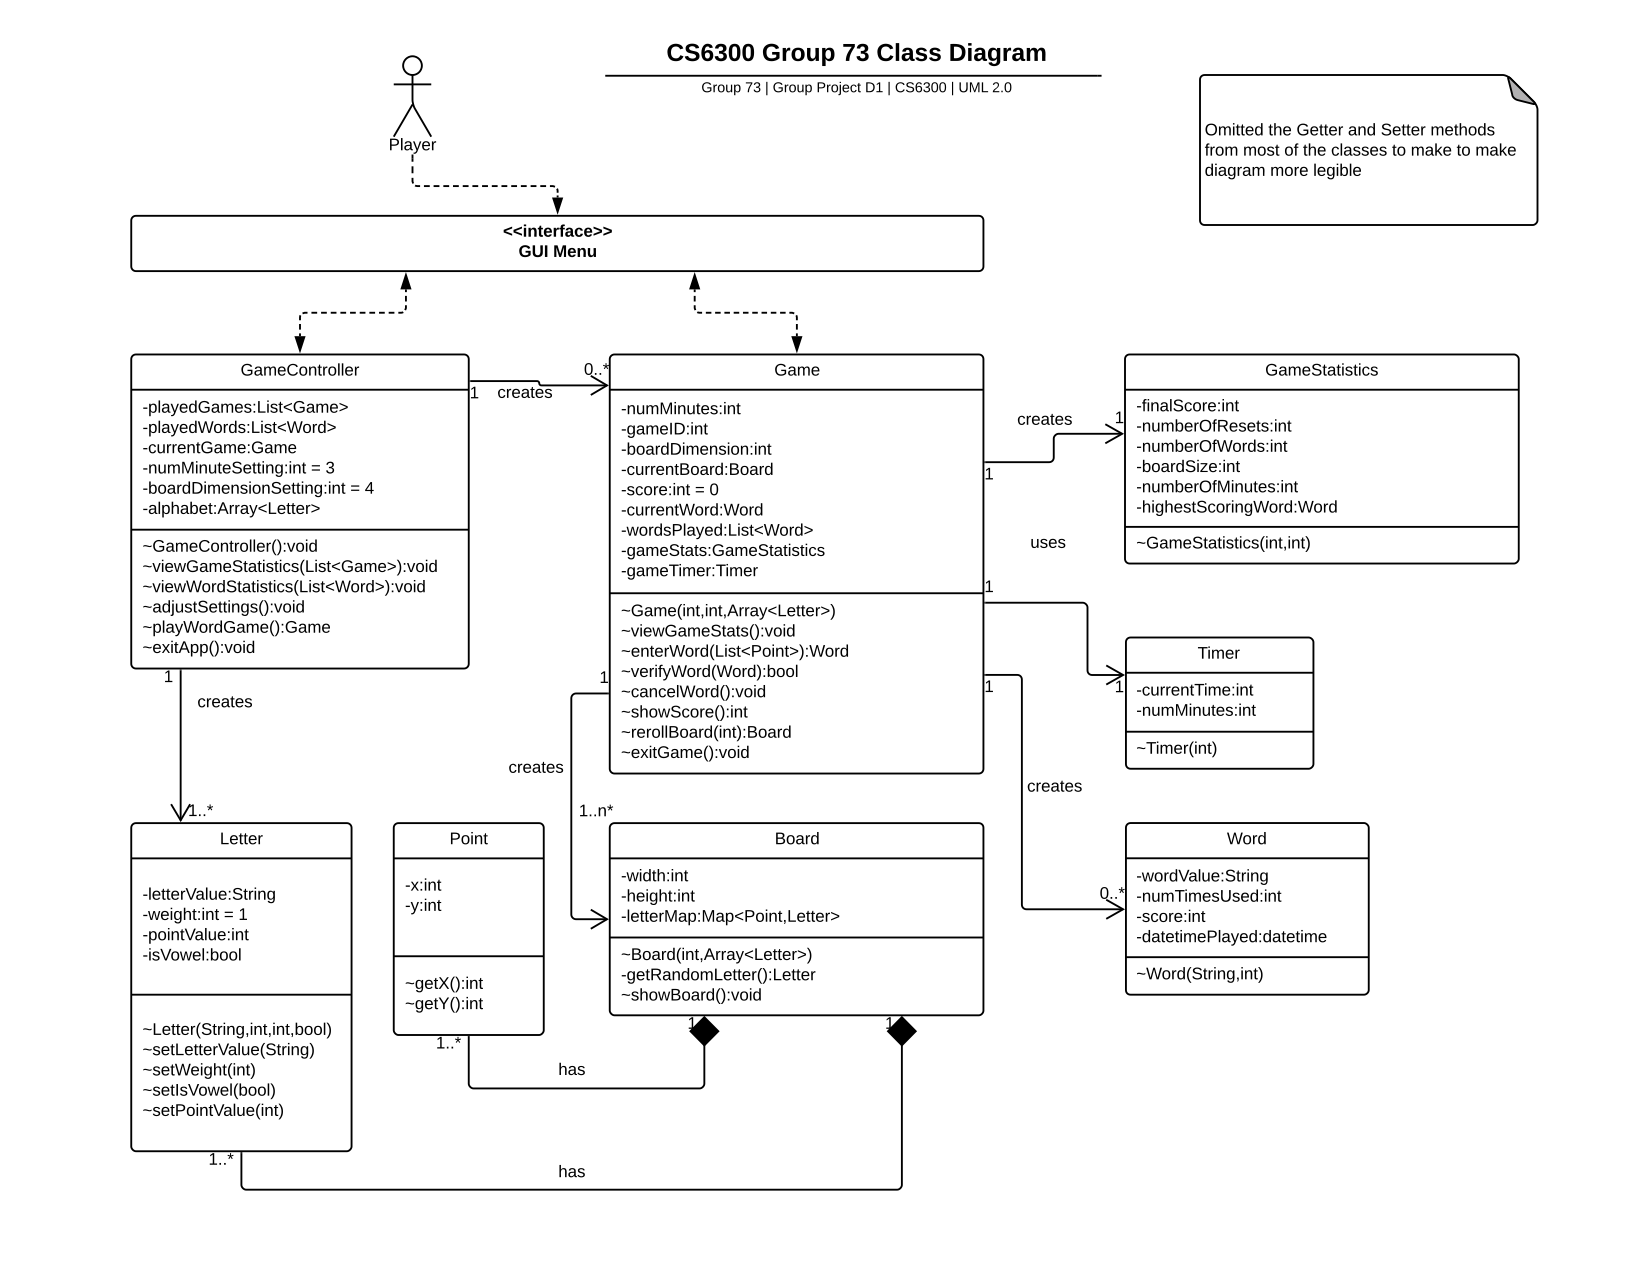 CS6300 Group 73 Class Diagram
Group 73 | Group Project D1 | CS6300 | UML 2.0
Player
Omitted the Getter and Setter methods
from most of the classes to make to make
diagram more legible
<<interface>>
GUI Menu
GameController
-playedGames:List<Game>
-playedWords:List<Word>
-currentGame:Game
-numMinuteSetting:int = 3
-boardDimensionSetting:int = 4
-alphabet:Array<Letter>
~GameController():void
~viewGameStatistics(List<Game>):void
~viewWordStatistics(List<Word>):void
~adjustSettings():void
~playWordGame():Game
~exitApp():void
1
creates
0..*
Game
-numMinutes:int
-gameID:int
-boardDimension:int
-currentBoard:Board
-score:int = 0
-currentWord:Word
-wordsPlayed:List<Word>
-gameStats:GameStatistics
-gameTimer:Timer
~Game(int,int,Array<Letter>)
~viewGameStats():void
~enterWord(List<Point>):Word
~verifyWord(Word):bool
~cancelWord():void
~showScore():int
~rerollBoard(int):Board
~exitGame():void
1
creates
1
GameStatistics
-finalScore:int
-numberOfResets:int
-numberOfWords:int
-boardSize:int
-numberOfMinutes:int
-highestScoringWord:Word
~GameStatistics(int,int)
uses
1
1
Timer
-currentTime:int
-numMinutes:int
~Timer(int)
1
creates
0..*
Word
-wordValue:String
-numTimesUsed:int
-score:int
-datetimePlayed:datetime
~Word(String,int)
1
creates
1..*
Letter
-letterValue:String
-weight:int = 1
-pointValue:int
-isVowel:bool
~Letter(String,int,int,bool)
~setLetterValue(String)
~setWeight(int)
~setIsVowel(bool)
~setPointValue(int)
Point
-x:int
-y:int
~getX():int
~getY():int
1
creates
1..n*
Board
-width:int
-height:int
-letterMap:Map<Point,Letter>
~Board(int,Array<Letter>)
-getRandomLetter():Letter
~showBoard():void
1
1
1..*
has
1..*
has